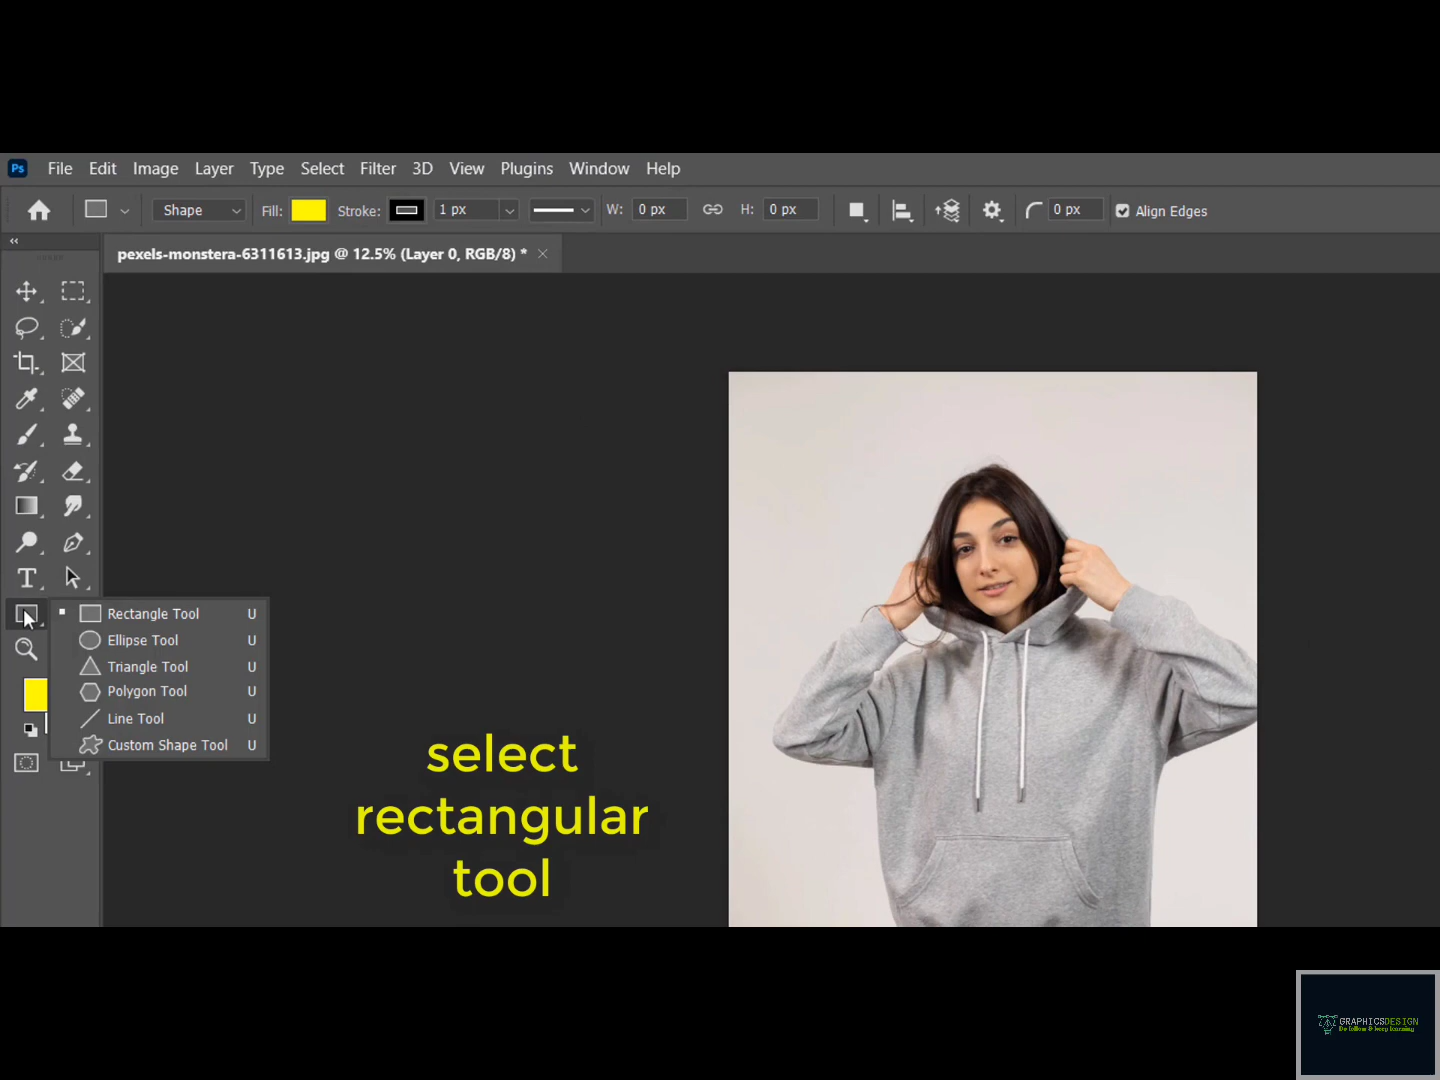 Ps File Edit Image Layer Type Select Filter 3D View Plugins Window Help
Shape Fill: Stroke: 1 px W: 0 px H: 0 px 0 px Align Edges
pexels-monstera-6311613.jpg @ 12.5% (Layer 0, RGB/8) *
Rectangle Tool U
Ellipse Tool U
Triangle Tool U
Polygon Tool U
Line Tool U
Custom Shape Tool U
select
rectangular
tool
GRAPHICSDESIGN